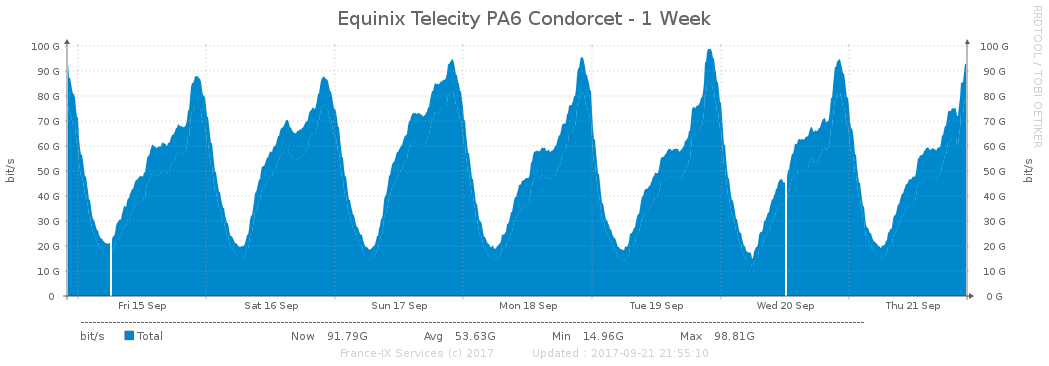 Equinix Telecity PA6 Condorcet - 1 Week
RRDTOOL / TOBI OETIKER
100 G 100 G
90 G 90 G
80 G 80 G
70 G 70 G
60 G 60 G
50 G 50 G
40 G 40 G
30 G 30 G
20 G 20 G
10 G 10 G
0 0 G
bit/s bit/s
Fri 15 Sep Sat 16 Sep Sun 17 Sep Mon 18 Sep Tue 19 Sep Wed 20 Sep Thu 21 Sep
bit/s Total Now 91.79G Avg 53.63G Min 14.96G Max 98.81G
France-IX Services (c) 2017 Updated : 2017-09-21 21:55:10